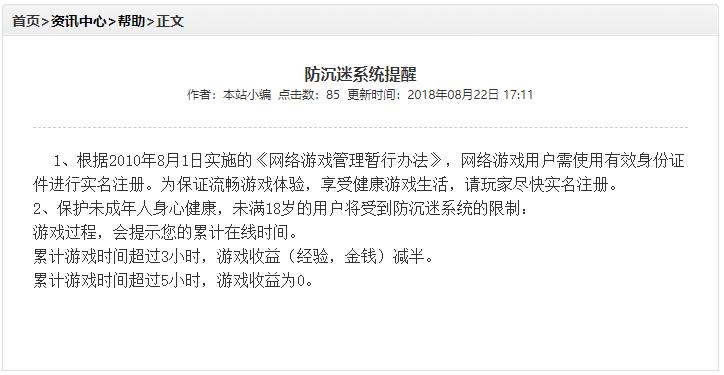 首页>资讯中心>帮助>正文
防沉迷系统提醒
作者：本站小编 点击数：85 更新时间：2018年08月22日 17:11
1、根据2010年8月1日实施的《网络游戏管理暂行办法》，网络游戏用户需使用有效身份证
件进行实名注册。为保证流畅游戏体验，享受健康游戏生活，请玩家尽快实名注册。
2、保护未成年人身心健康，未满18岁的用户将受到防沉迷系统的限制：
游戏过程，会提示您的累计在线时间。
累计游戏时间超过3小时，游戏收益（经验，金钱）减半。
累计游戏时间超过5小时，游戏收益为0。